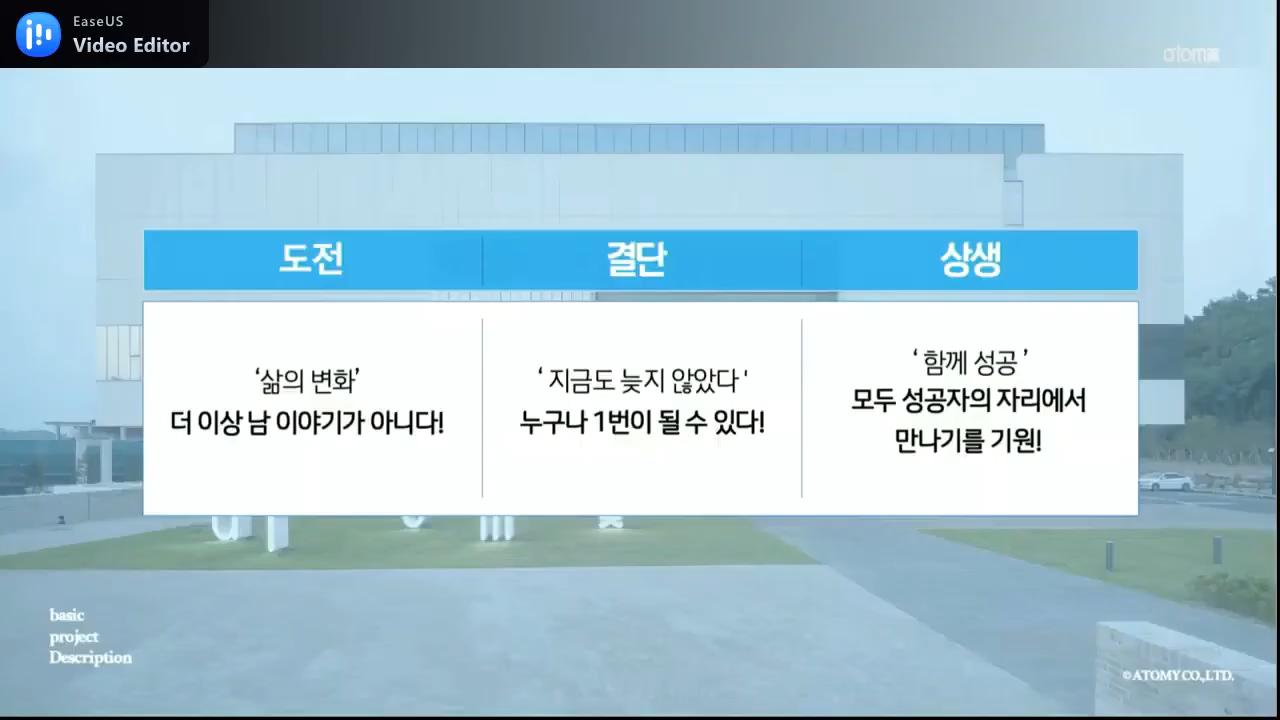 EaseUS
Video Editor
atomy
도전
결단
상생
‘삶의 변화’
더 이상 남 이야기가 아니다!
‘ 지금도 늦지 않았다 '
누구나 1번이 될 수 있다!
‘ 함께 성공 ’
모두 성공자의 자리에서
만나기를 기원!
basic
project
Description
© ATOMY CO., LTD.